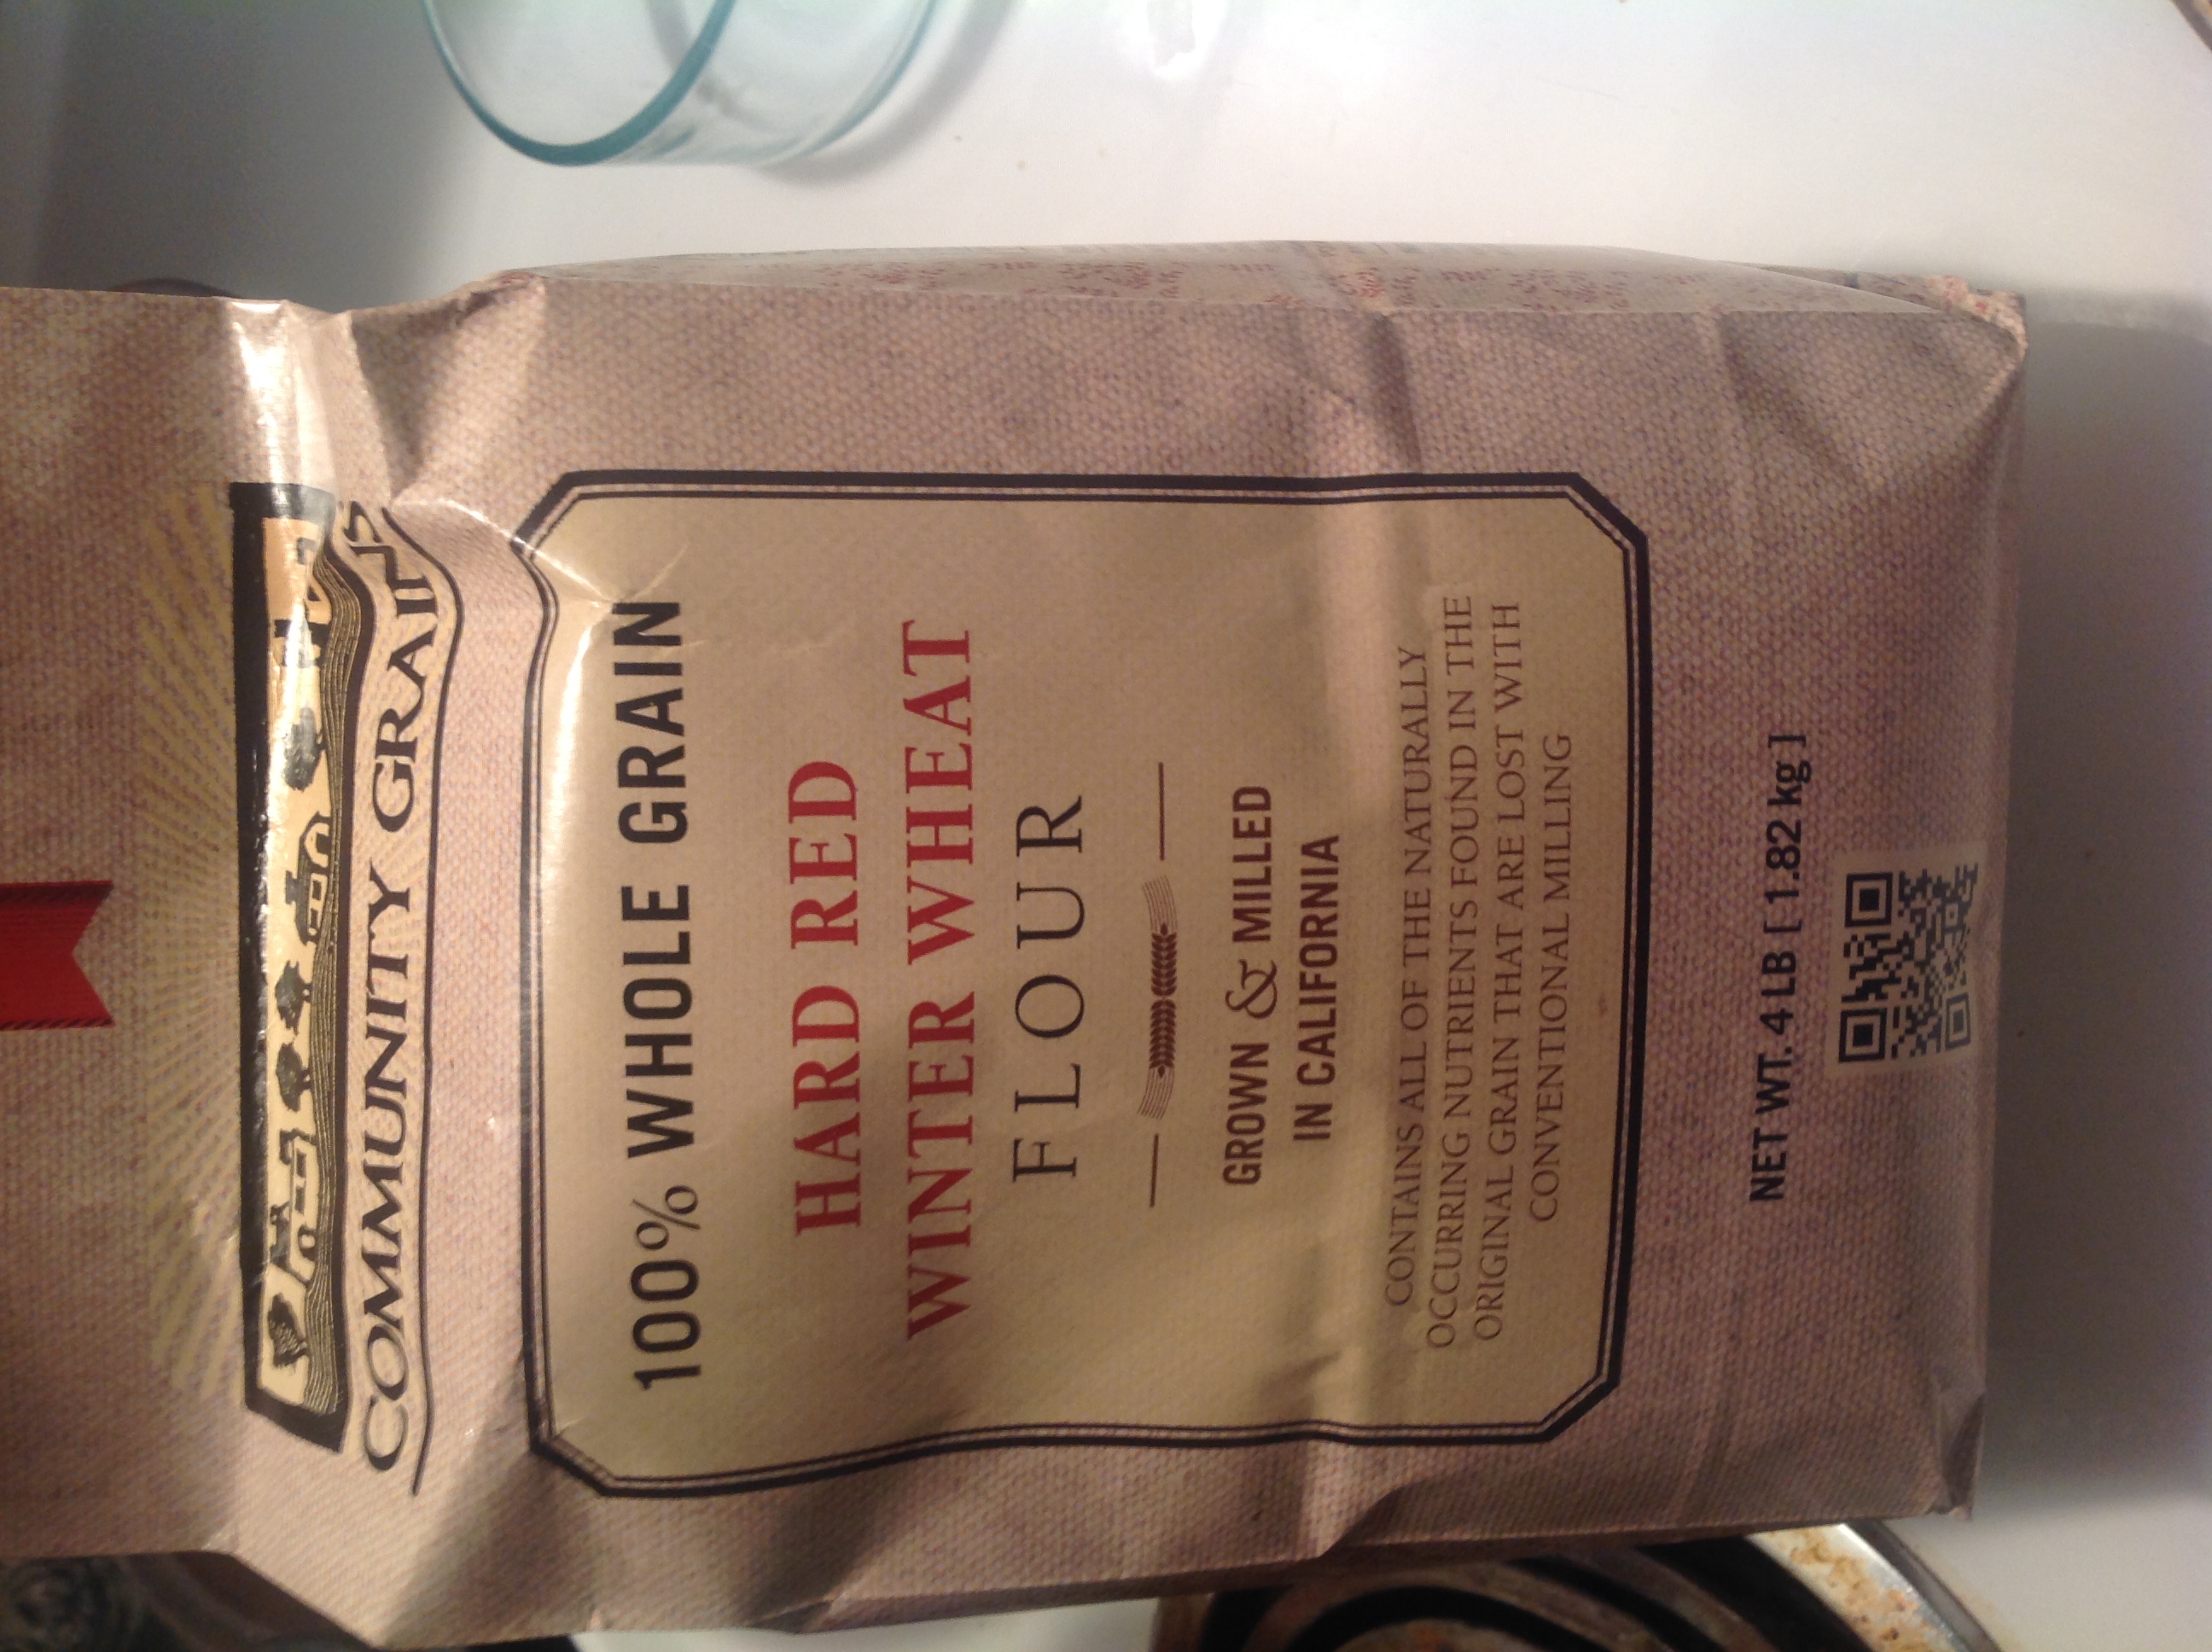 COMMUNITY GRAINS
100% WHOLE GRAIN
HARD RED
WINTER WHEAT
FLOUR
GROWN & MILLED
IN CALIFORNIA
CONTAINS ALL OF THE NATURALLY
OCCURRING NUTRIENTS FOUND IN THE
ORIGINAL GRAIN THAT ARE LOST WITH
CONVENTIONAL MILLING
NET WT. 4 LB [ 1.82 kg ]